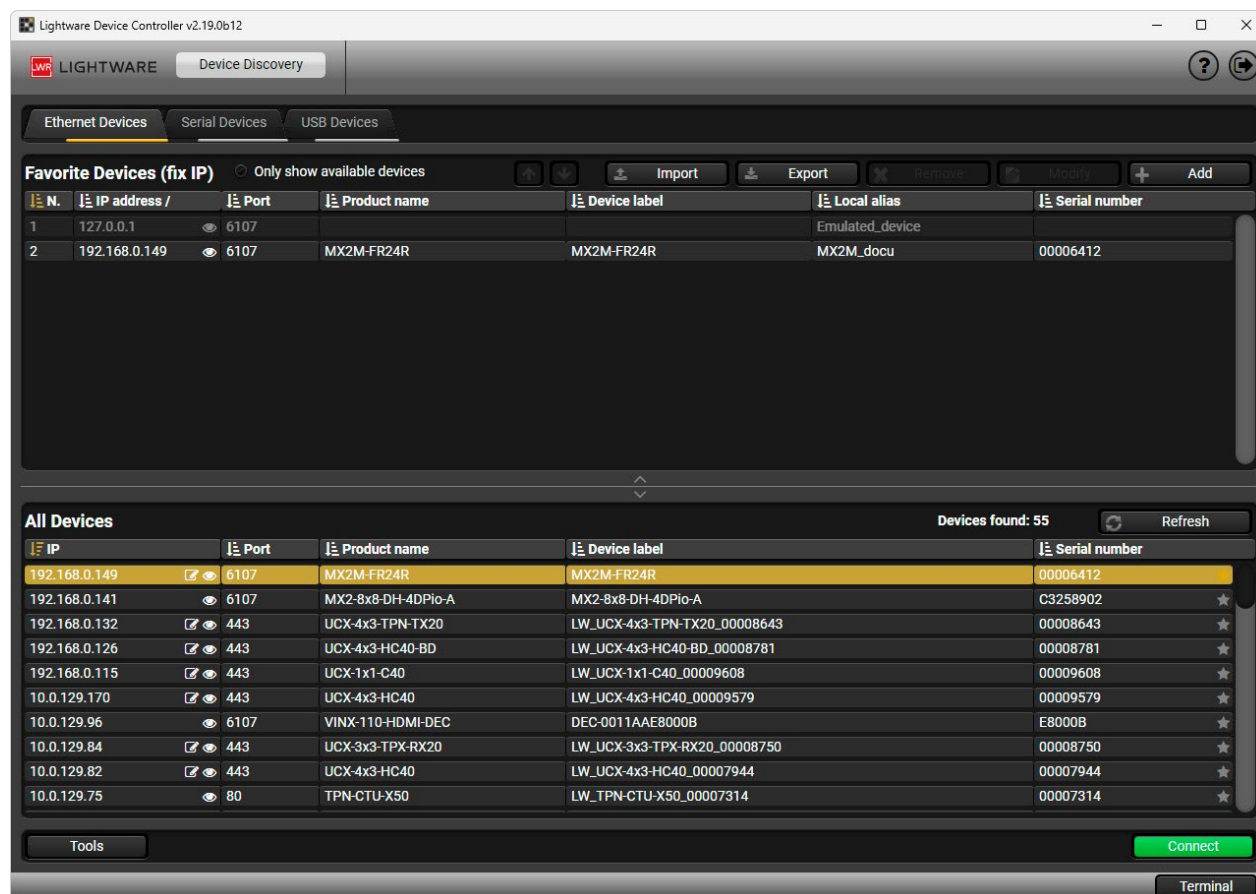 Lightware Device Controller v2.19.0b12
LWR LIGHTWARE Device Discovery ?
Ethernet Devices Serial Devices USB Devices
Favorite Devices (fix IP) Only show available devices Import Export Remove Modify Add
N. IP address / Port Product name Device label Local alias Serial number
1 127.0.0.1 6107 Emulated_device
2 192.168.0.149 6107 MX2M-FR24R MX2M-FR24R MX2M_docu 00006412
All Devices Devices found: 55 Refresh
IP Port Product name Device label Serial number
192.168.0.149 6107 MX2M-FR24R MX2M-FR24R 00006412
192.168.0.141 6107 MX2-8x8-DH-4DPio-A MX2-8x8-DH-4DPio-A C3258902
192.168.0.132 443 UCX-4x3-TPN-TX20 LW_UCX-4x3-TPN-TX20_00008643 00008643
192.168.0.126 443 UCX-4x3-HC40-BD LW_UCX-4x3-HC40-BD_00008781 00008781
192.168.0.115 443 UCX-1x1-C40 LW_UCX-1x1-C40_00009608 00009608
10.0.129.170 443 UCX-4x3-HC40 LW_UCX-4x3-HC40_00009579 00009579
10.0.129.96 6107 VINX-110-HDMI-DEC DEC-0011AAE8000B E8000B
10.0.129.84 443 UCX-3x3-TPX-RX20 LW_UCX-3x3-TPX-RX20_00008750 00008750
10.0.129.82 443 UCX-4x3-HC40 LW_UCX-4x3-HC40_00007944 00007944
10.0.129.75 80 TPN-CTU-X50 LW_TPN-CTU-X50_00007314 00007314
Tools Connect
Terminal